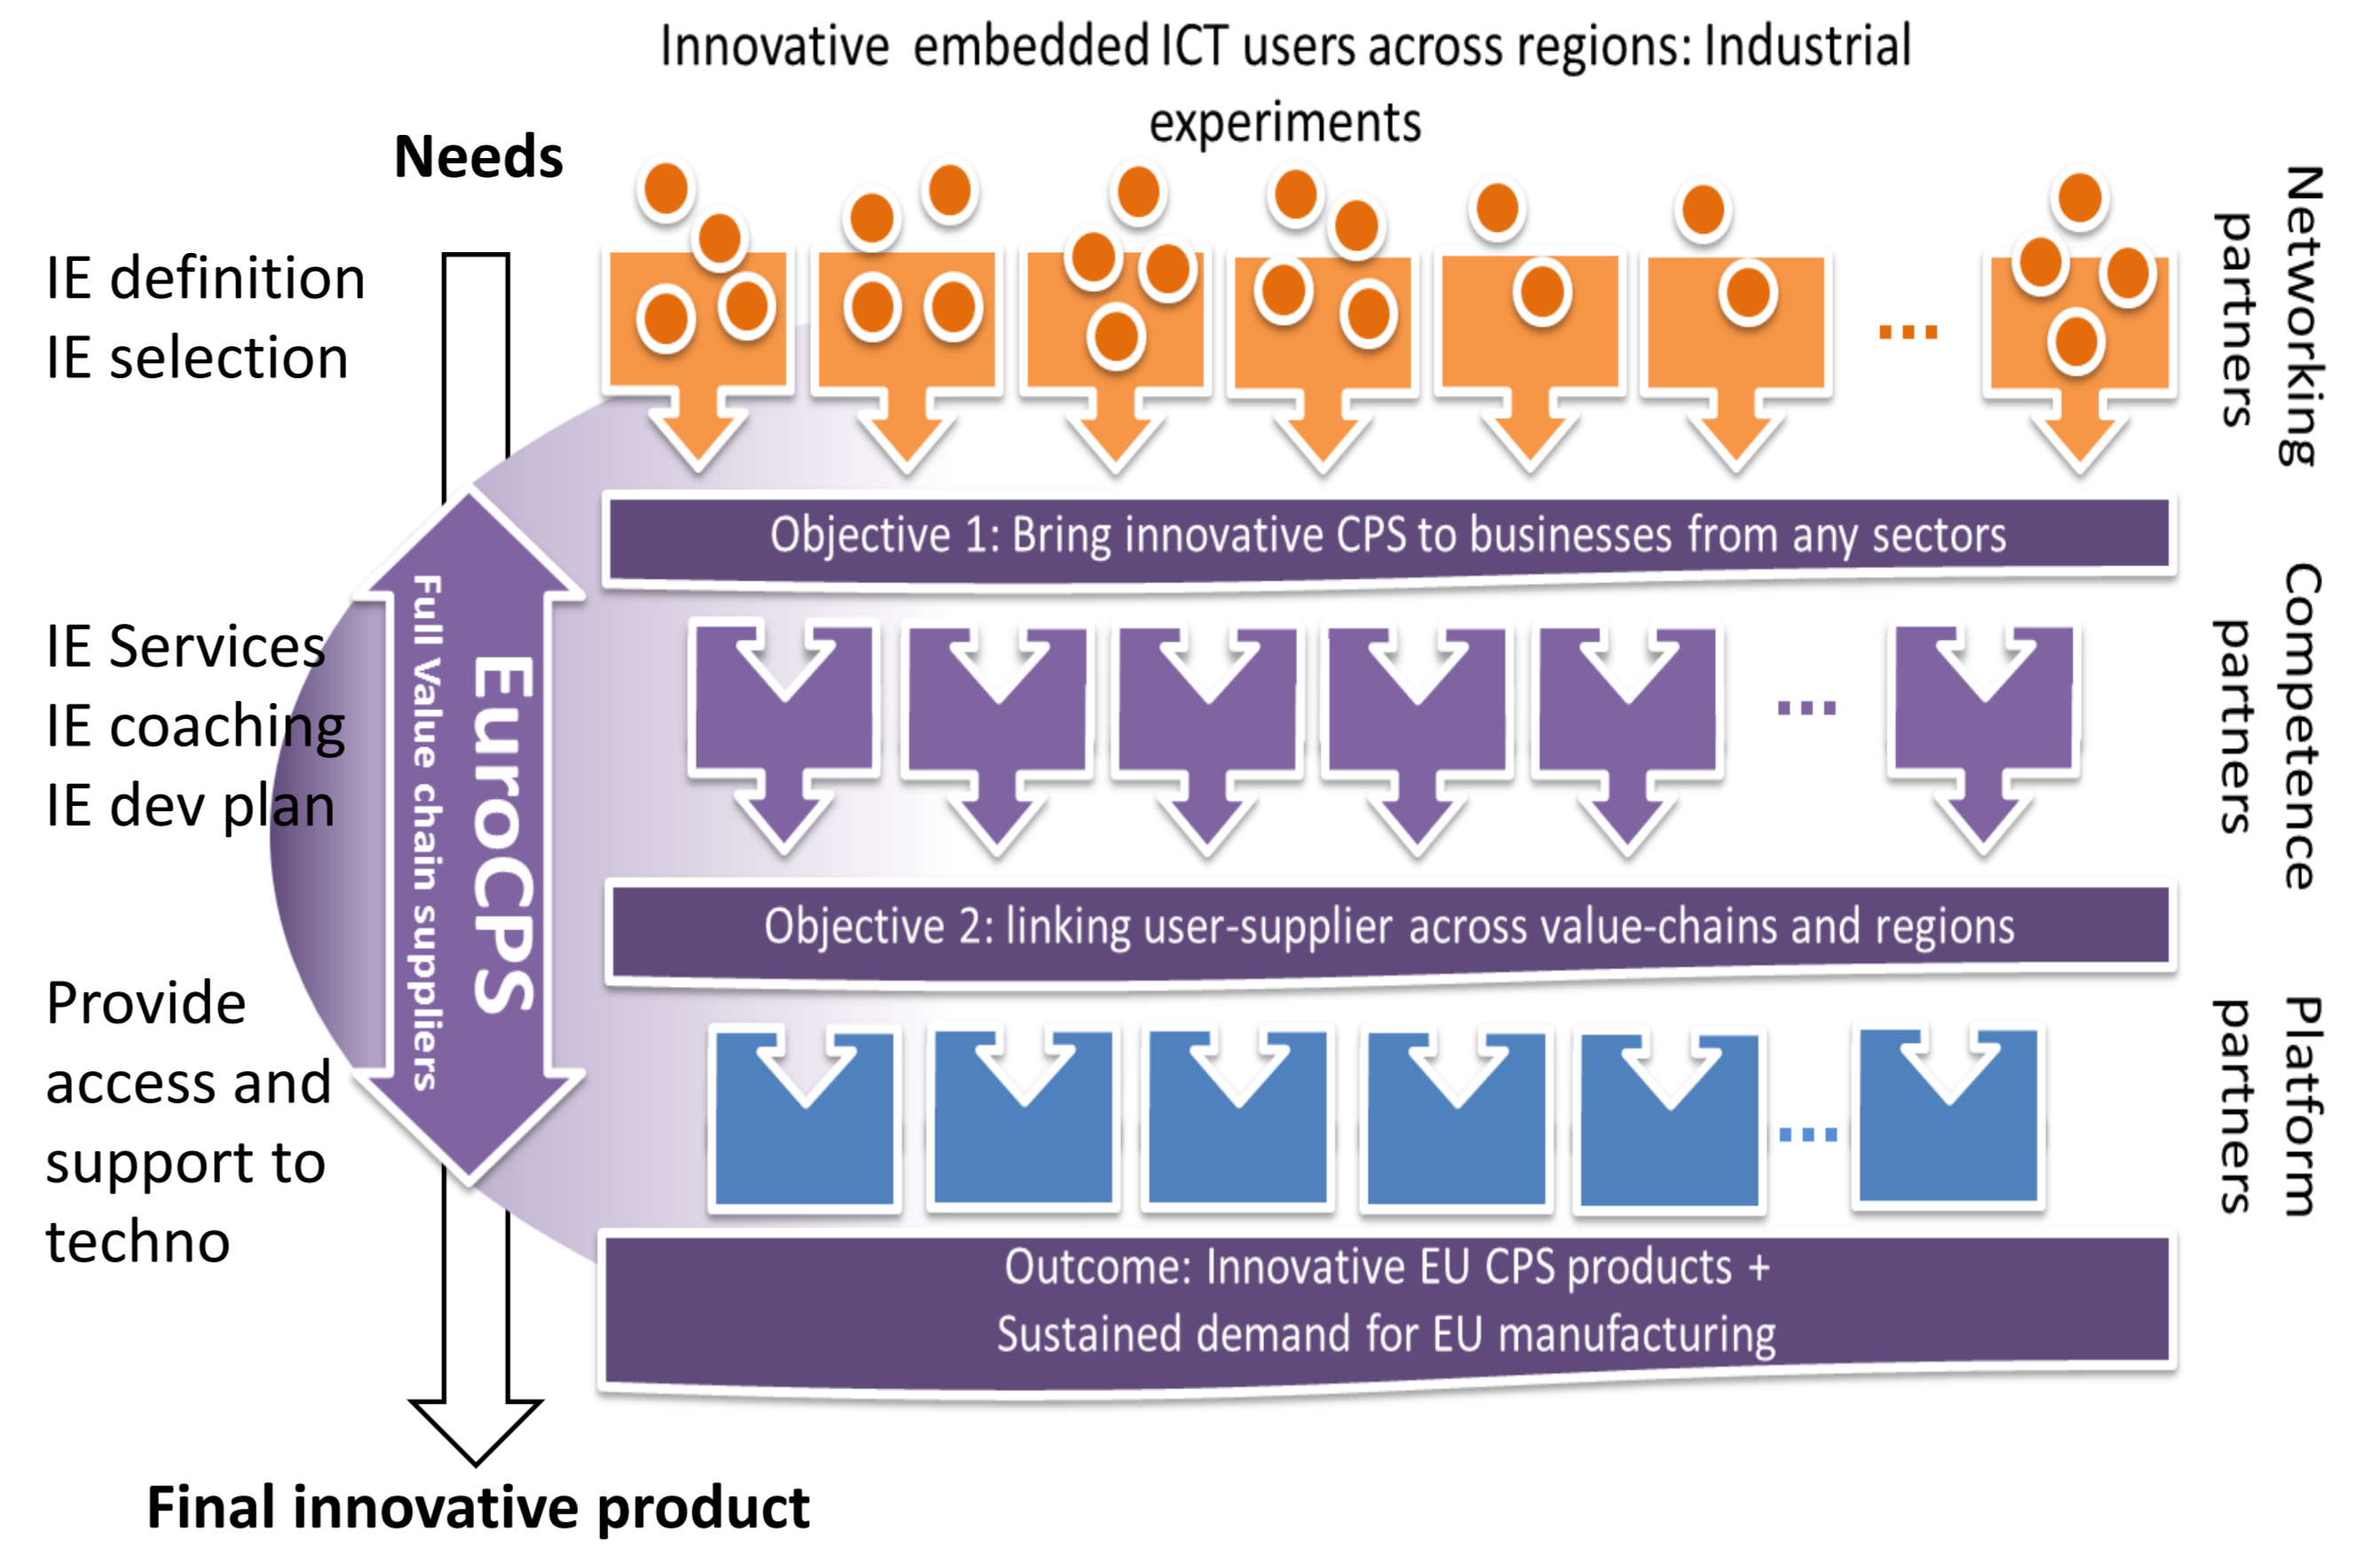 Innovative embedded ICT users across regions: Industrial
experiments
Needs
IE definition
IE selection
Networking
partners
Objective 1: Bring innovative CPS to businesses from any sectors
IE Services
IE coaching
IE dev plan
EuroCPS
Full Value chain suppliers
...
Competence
partners
...
Objective 2: linking user-supplier across value-chains and regions
Provide
access and
support to
techno
...
Platform
partners
Outcome: Innovative EU CPS products +
Sustained demand for EU manufacturing
Final innovative product